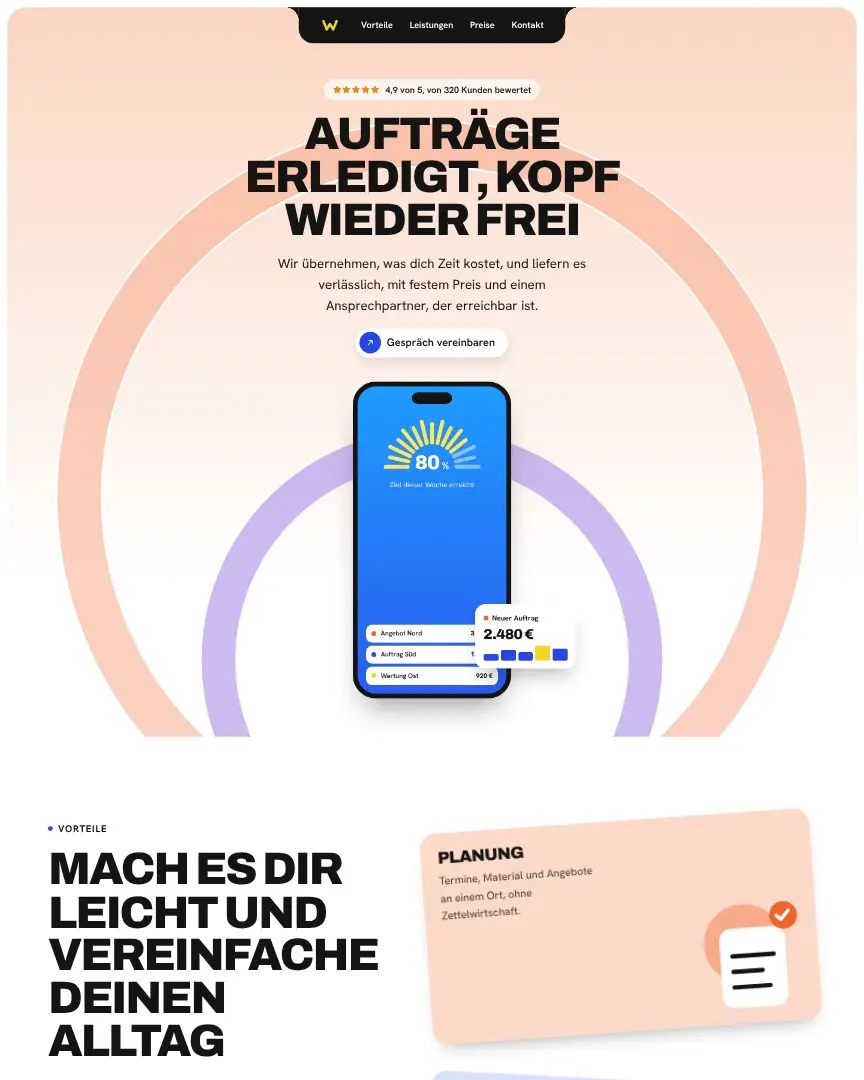 W
Vorteile Leistungen Preise Kontakt
4,9 von 5, von 320 Kunden bewertet
AUFTRÄGE
ERLEDIGT, KOPF
WIEDER FREI
Wir übernehmen, was dich Zeit kostet, und liefern es
verlässlich, mit festem Preis und einem
Ansprechpartner, der erreichbar ist.
Gespräch vereinbaren
80 %
Ziel dieser Woche erreicht
Neuer Auftrag
2.480 €
Angebot Nord 3
Auftrag Süd 1
Wartung Ost 920 €
VORTEILE
MACH ES DIR
LEICHT UND
VEREINFACHE
DEINEN
ALLTAG
PLANUNG
Termine, Material und Angebote
an einem Ort, ohne
Zettelwirtschaft.